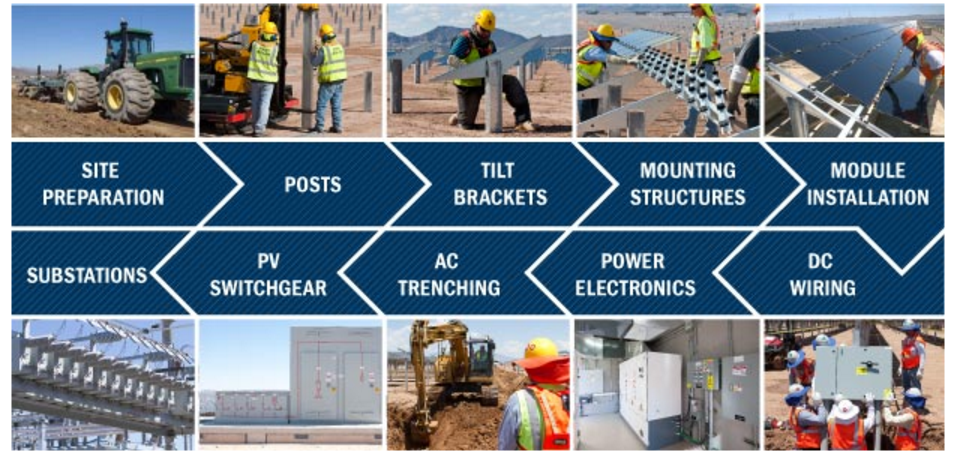 SITE
PREPARATION
POSTS
TILT
BRACKETS
MOUNTING
STRUCTURES
MODULE
INSTALLATION
SUBSTATIONS
PV
SWITCHGEAR
AC
TRENCHING
POWER
ELECTRONICS
DC
WIRING